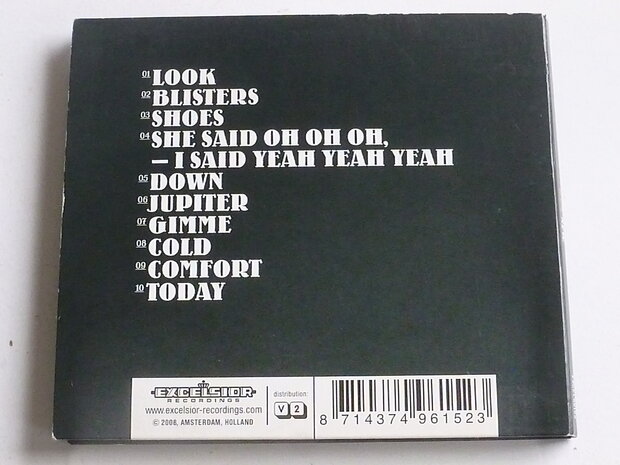 01 LOOK
02 BLISTERS
03 SHOES
04 SHE SAID OH OH OH,
– I SAID YEAH YEAH YEAH
05 DOWN
06 JUPITER
07 GIMME
08 COLD
09 COMFORT
10 TODAY
EXCELSIOR
RECORDINGS
www.excelsior-recordings.com
© 2008, AMSTERDAM, HOLLAND
distribution:
V2
8 714374 961523